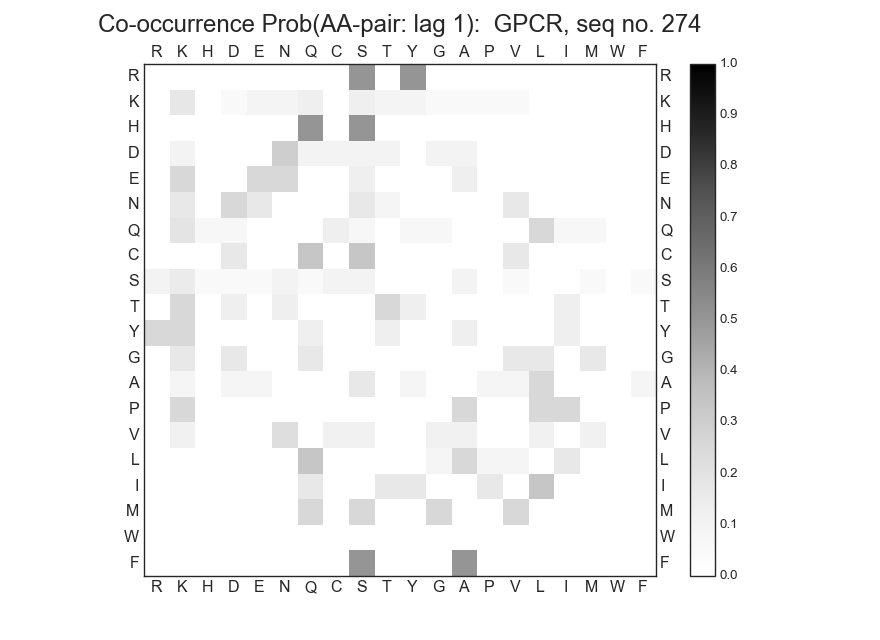 Co-occurrence Prob(AA-pair: lag 1):  GPCR, seq no. 274
R K H D E N Q C S T Y G A P V L I M W F
R R 1.0
K K 0.9
H H
D D 0.8
E E
N N 0.7
Q Q
C C 0.6
S S
T T 0.5
Y Y
G G 0.4
A A
P P 0.3
V V
L L 0.2
I I
M M 0.1
W W
F F 0.0
R K H D E N Q C S T Y G A P V L I M W F